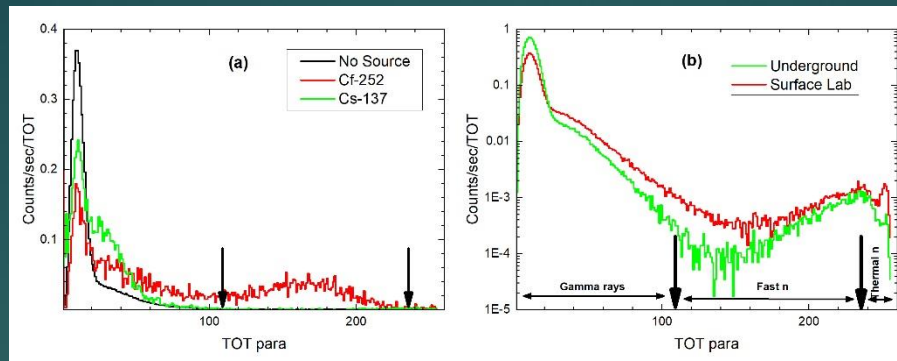 0.4
0.3
0.2
0.1
Counts/sec/TOT
(a)
No Source
Cf-252
Cs-137
100
200
TOT para
1
0.1
0.01
1E-3
1E-4
1E-5
Counts/sec/TOT
(b)
Underground
Surface Lab
Gamma rays
Fast n
Thermal n
100
200
TOT para